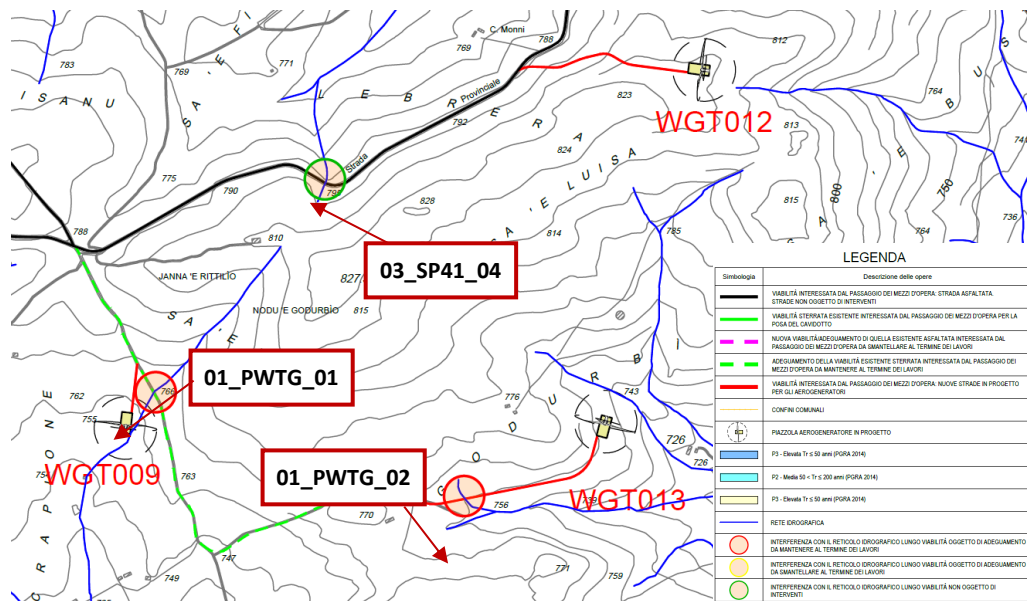 C. Monni
788
812
783
769
771
769
764
I S A N U
S A ' E F I
L E B R E R A
Provinciale
792
823
WGT012
813
824
Strada
775
790
795
828
S A ' E L U I S A
815
800
750
736
764
788
810
814
785
JANNA 'E RITTILÌO
827
03_SP41_04
NODU 'E GODURBÌO
815
S A ' E
01_PWTG_01
766
762
755
776
743
G O D U R B Ì
726
726
WGT009
763
01_PWTG_02
WGT013
756
739
770
C R A P I O N E
747
749
771
759
LEGENDA
Simbologia
Descrizione delle opere
VIABILITÀ INTERESSATA DAL PASSAGGIO DEI MEZZI D'OPERA: STRADA ASFALTATA.
STRADE NON OGGETTO DI INTERVENTI
VIABILITÀ STERRATA ESISTENTE INTERESSATA DAL PASSAGGIO DEI MEZZI D'OPERA PER LA
POSA DEL CAVIDOTTO
NUOVA VIABILITÀ/ADEGUAMENTO DI QUELLA ESISTENTE ASFALTATA INTERESSATA DAL
PASSAGGIO DEI MEZZI D'OPERA DA SMANTELLARE AL TERMINE DEI LAVORI
ADEGUAMENTO DELLA VIABILITÀ ESISTENTE STERRATA INTERESSATA DAL PASSAGGIO DEI
MEZZI D'OPERA DA MANTENERE AL TERMINE DEI LAVORI
VIABILITÀ INTERESSATA DAL PASSAGGIO DEI MEZZI D'OPERA: NUOVE STRADE IN PROGETTO
PER GLI AEROGENERATORI
CONFINI COMUNALI
PIAZZOLA AEROGENERATORE IN PROGETTO
P3 - Elevata Tr ≤ 50 anni (PGRA 2014)
P2 - Media 50 < Tr ≤ 200 anni (PGRA 2014)
P3 - Elevata Tr ≤ 50 anni (PGRA 2014)
RETE IDROGRAFICA
INTERFERENZA CON IL RETICOLO IDROGRAFICO LUNGO VIABILITÁ OGGETTO DI ADEGUAMENTO
DA MANTENERE AL TERMINE DEI LAVORI
INTERFERENZA CON IL RETICOLO IDROGRAFICO LUNGO VIABILITÁ OGGETTO DI ADEGUAMENTO
DA SMANTELLARE AL TERMINE DEI LAVORI
INTERFERENZA CON IL RETICOLO IDROGRAFICO LUNGO VIABILITÁ NON OGGETTO DI
INTERVENTI